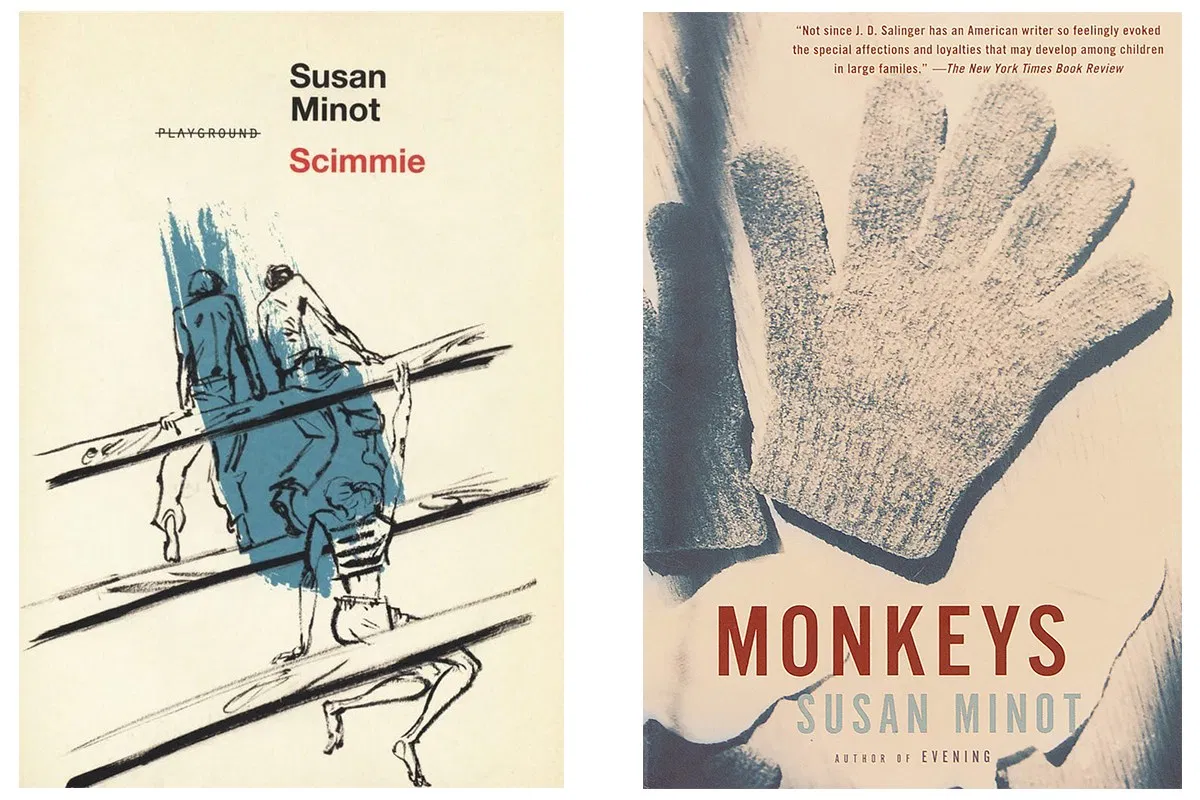 Susan
Minot
PLAYGROUND
Scimmie
“Not since J. D. Salinger has an American writer so feelingly evoked
the special affections and loyalties that may develop among children
in large familes.” —The New York Times Book Review
MONKEYS
SUSAN MINOT
AUTHOR OF EVENING